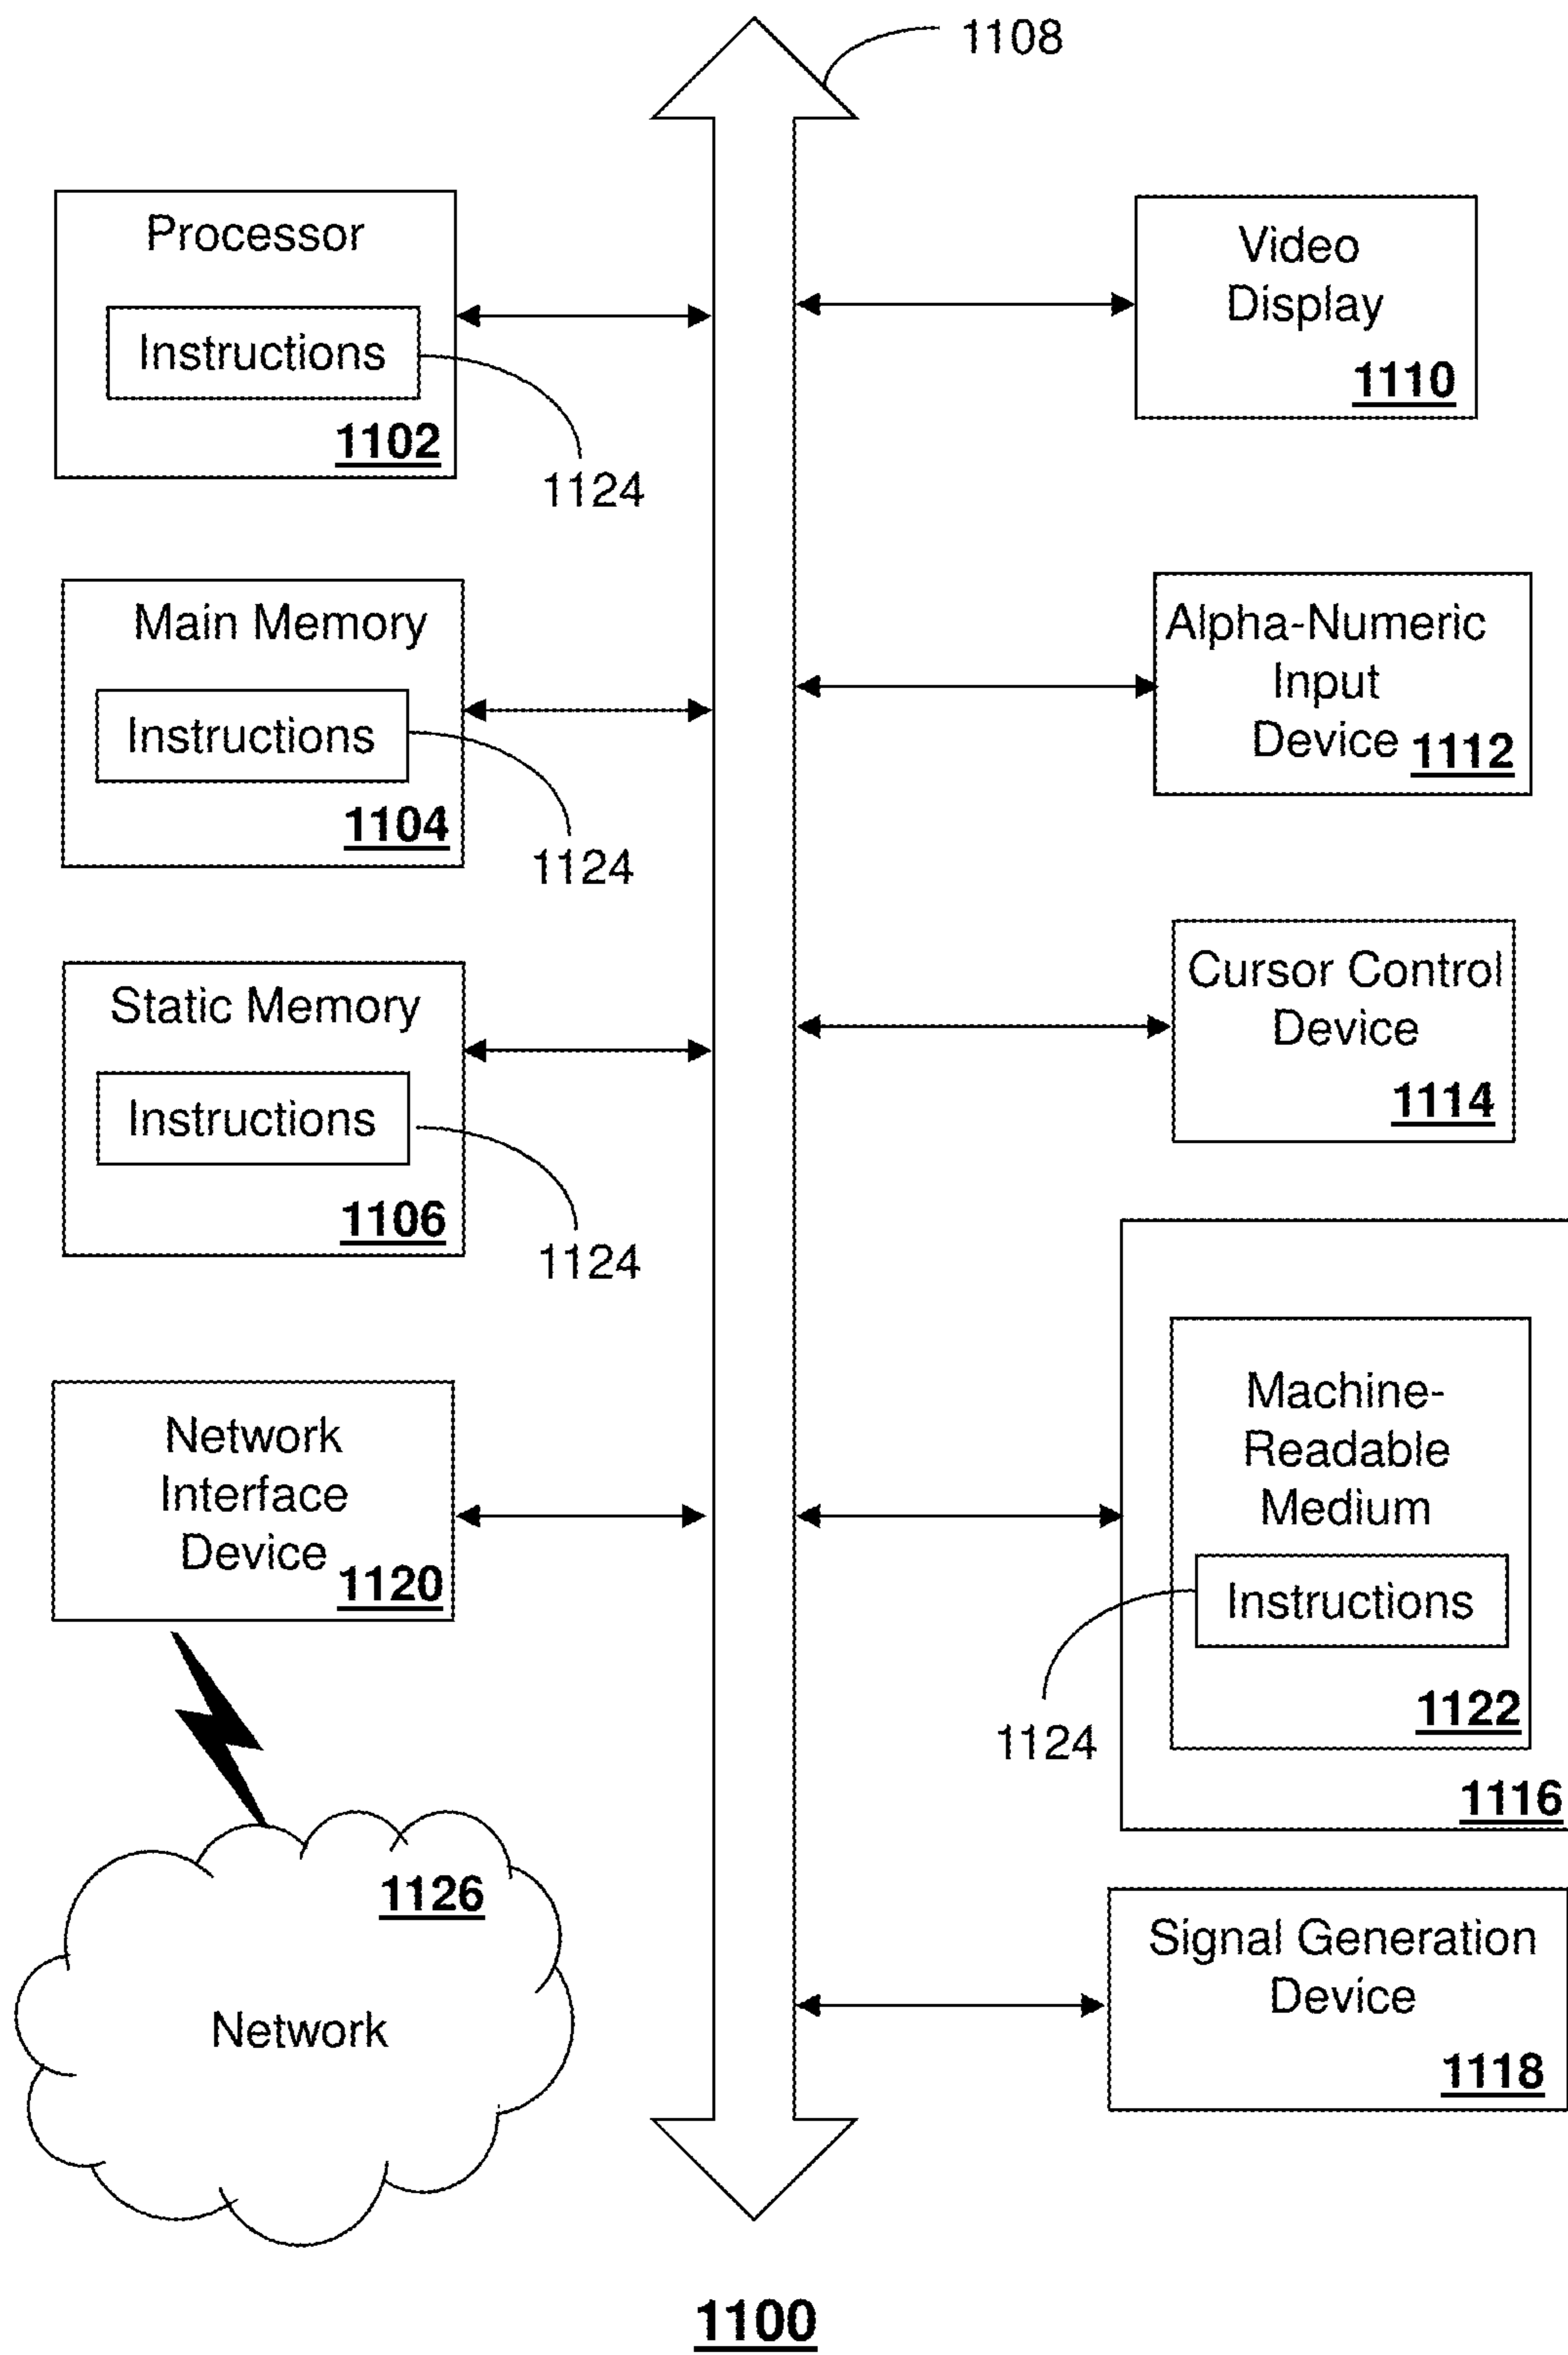 1108
Processor
Instructions
1102
1124
Main Memory
Instructions
1104
1124
Static Memory
Instructions
1106
1124
Network
Interface
Device
1120
1126
Network
Video
Display
1110
Alpha-Numeric
Input
Device 1112
Cursor Control
Device
1114
Machine-
Readable
Medium
Instructions
1124
1122
1116
Signal Generation
Device
1118
1100